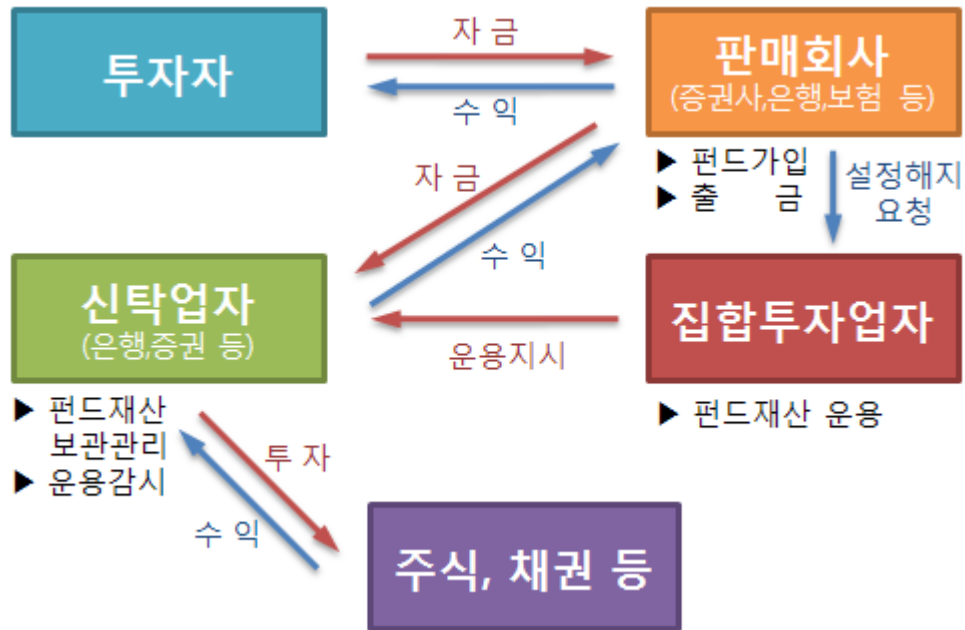 투자자
자 금
수 익
판매회사
(증권사,은행,보험 등)
▶ 펀드가입
▶ 출 금
설정해지
요청
자 금
수 익
신탁업자
(은행,증권 등)
운용지시
집합투자업자
▶ 펀드재산
보관관리
▶ 운용감시
▶ 펀드재산 운용
투 자
수 익
주식, 채권 등